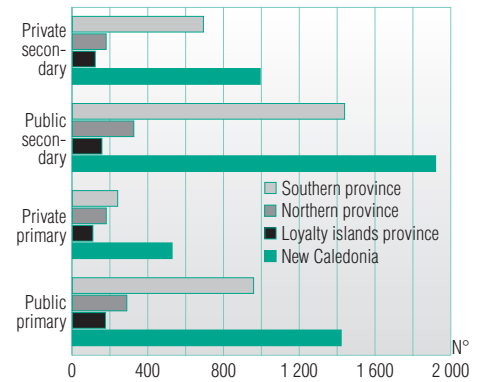 Private
secon-
dary
Public
secon-
dary
Private
primary
Public
primary
Southern province
Northern province
Loyalty islands province
New Caledonia
N°
0 400 800 1 200 1 600 2 000